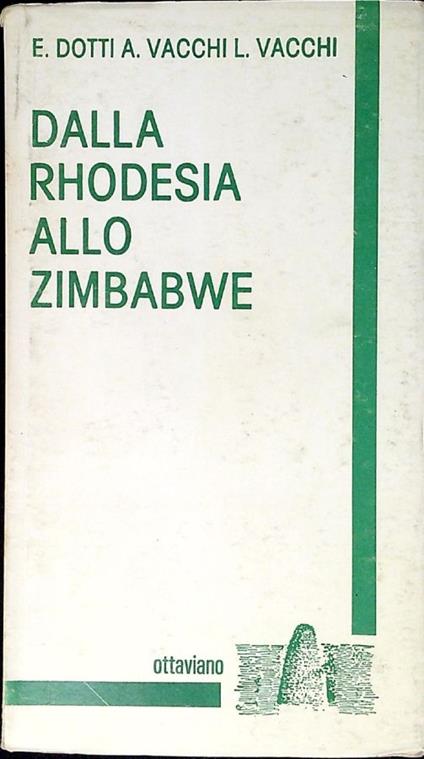 E. DOTTI A. VACCHI L. VACCHI
DALLA
RHODESIA
ALLO
ZIMBABWE
ottaviano